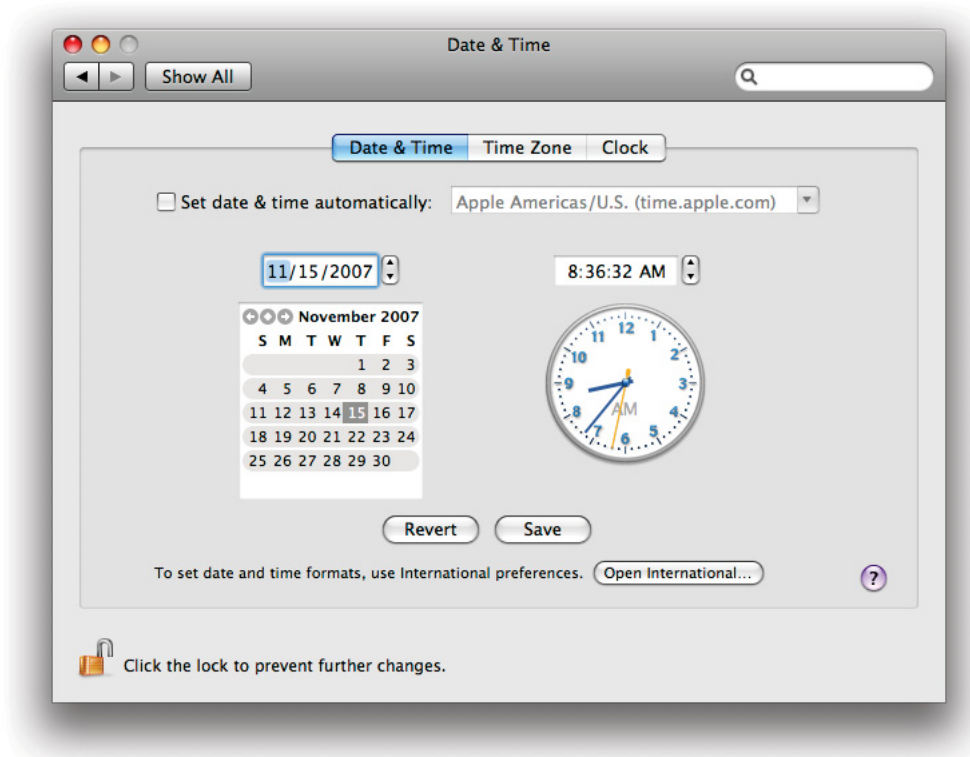 Date & Time
Show All
Date & Time Time Zone Clock
Set date & time automatically: Apple Americas/U.S. (time.apple.com)
11/15/2007 8:36:32 AM
November 2007
S M T W T F S
1 2 3
4 5 6 7 8 9 10
11 12 13 14 15 16 17
18 19 20 21 22 23 24
25 26 27 28 29 30
12
1
2
3
4
5
6
7
8
9
10
11
AM
Revert Save
To set date and time formats, use International preferences. Open International...
?
Click the lock to prevent further changes.